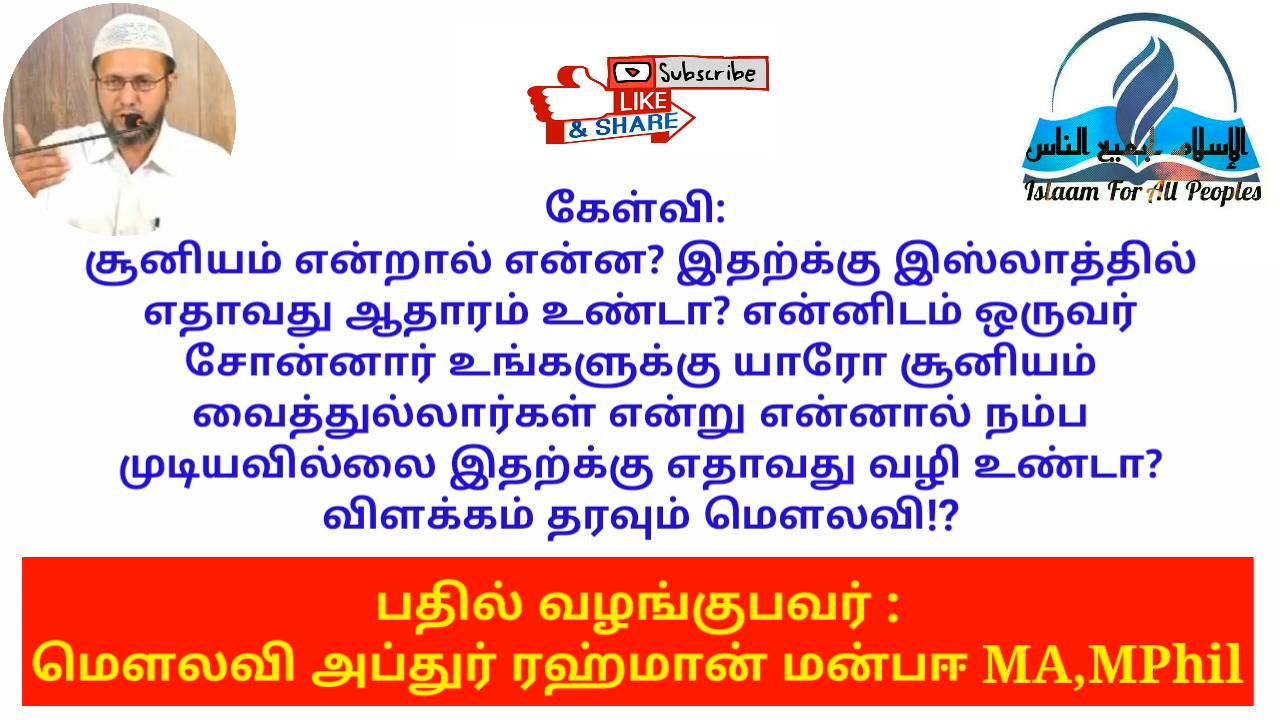 Subscribe
LIKE
& SHARE
الإسلام لجميع الناس
Islaam For All Peoples
கேள்வி:
சூனியம் என்றால் என்ன? இதற்க்கு இஸ்லாத்தில்
எதாவது ஆதாரம் உண்டா? என்னிடம் ஒருவர்
சோன்னார் உங்களுக்கு யாரோ சூனியம்
வைத்துல்லார்கள் என்று என்னால் நம்ப
முடியவில்லை இதற்க்கு எதாவது வழி உண்டா?
விளக்கம் தரவும் மௌலவி!?
பதில் வழங்குபவர் :
மௌலவி அப்துர் ரஹ்மான் மன்பஈ MA,MPhil